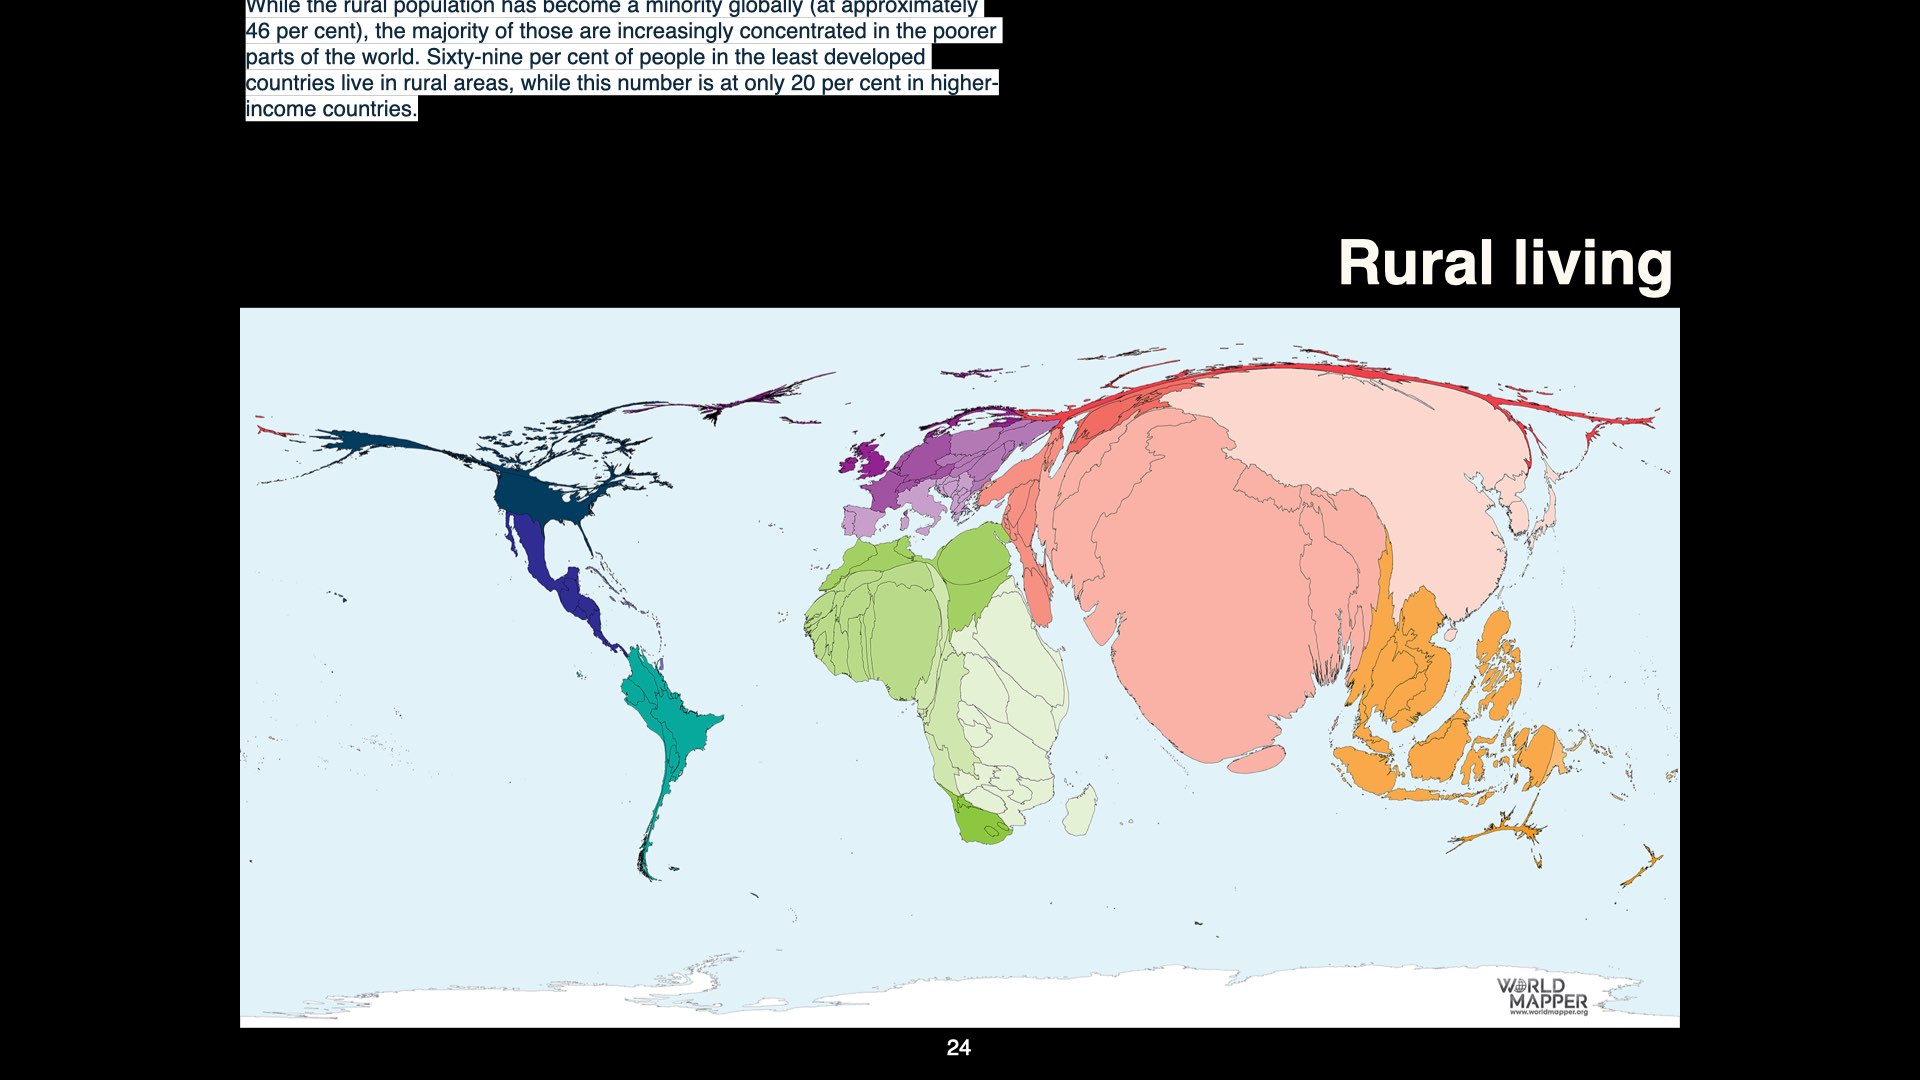 While the rural population has become a minority globally (at approximately
46 per cent), the majority of those are increasingly concentrated in the poorer
parts of the world. Sixty-nine per cent of people in the least developed
countries live in rural areas, while this number is at only 20 per cent in higher-
income countries.
Rural living
WORLD
MAPPER
www.worldmapper.org
24